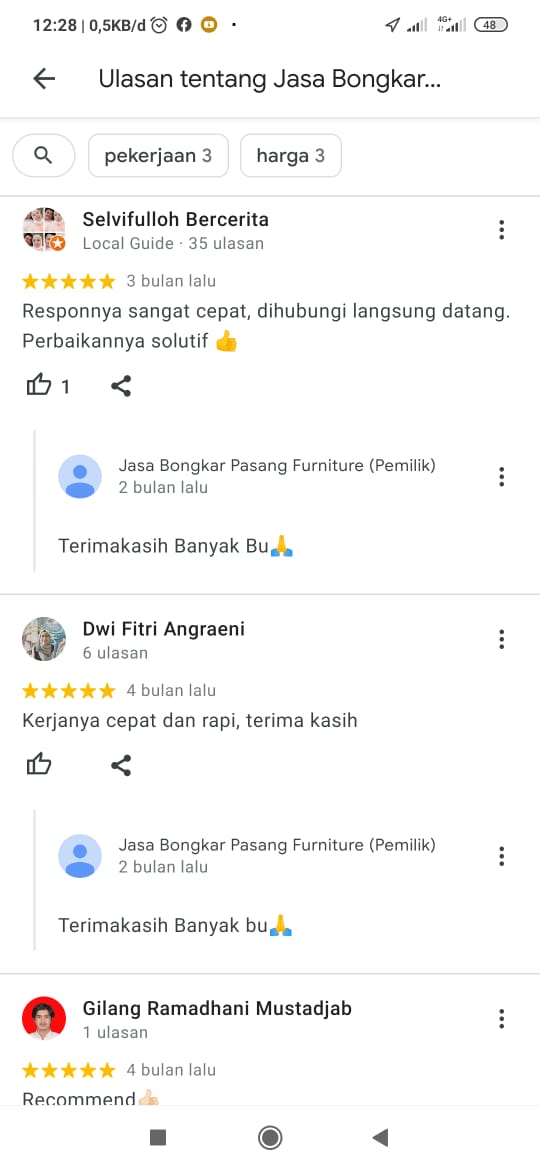 12:28 | 0,5KB/d
4G+
48
Ulasan tentang Jasa Bongkar...
pekerjaan 3
harga 3
Selvifulloh Bercerita
Local Guide · 35 ulasan
3 bulan lalu
Responnya sangat cepat, dihubungi langsung datang.
Perbaikannya solutif 👍
1
Jasa Bongkar Pasang Furniture (Pemilik)
2 bulan lalu
Terimakasih Banyak Bu🙏
Dwi Fitri Angraeni
6 ulasan
4 bulan lalu
Kerjanya cepat dan rapi, terima kasih
Jasa Bongkar Pasang Furniture (Pemilik)
2 bulan lalu
Terimakasih Banyak bu🙏
Gilang Ramadhani Mustadjab
1 ulasan
4 bulan lalu
Recommend👍🏻